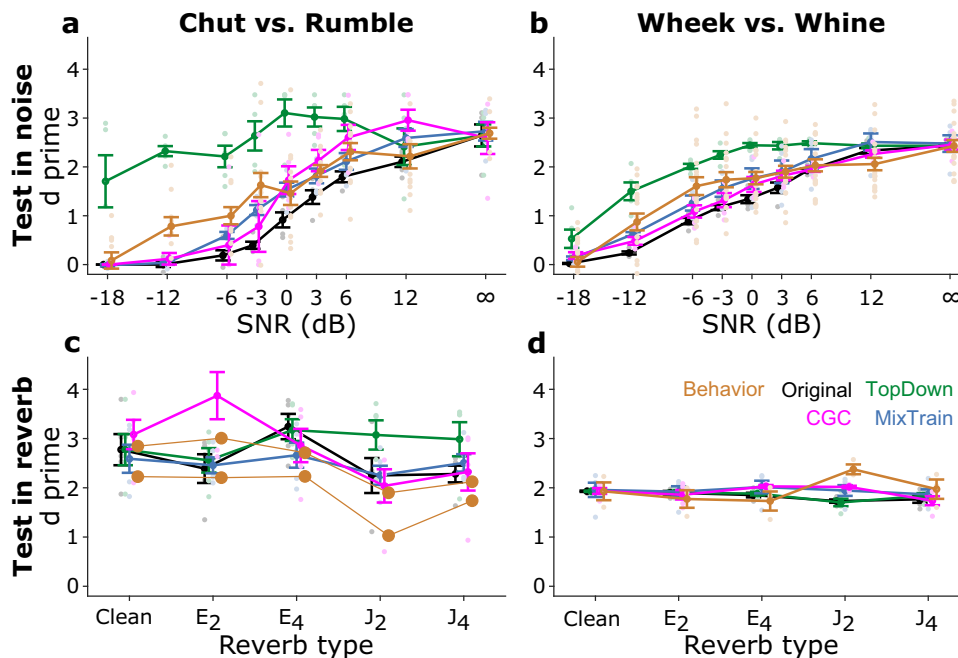 a Chut vs. Rumble
b Wheek vs. Whine
Test in noise
d prime
4
3
2
1
0
-18 -12 -6 -3 0 3 6 12 ∞
SNR (dB)
4
3
2
1
0
-18 -12 -6 -3 0 3 6 12 ∞
SNR (dB)
c
d
Test in reverb
d prime
4
3
2
1
0
Clean E2 E4 J2 J4
Reverb type
Behavior Original TopDown
CGC MixTrain
4
3
2
1
0
Clean E2 E4 J2 J4
Reverb type